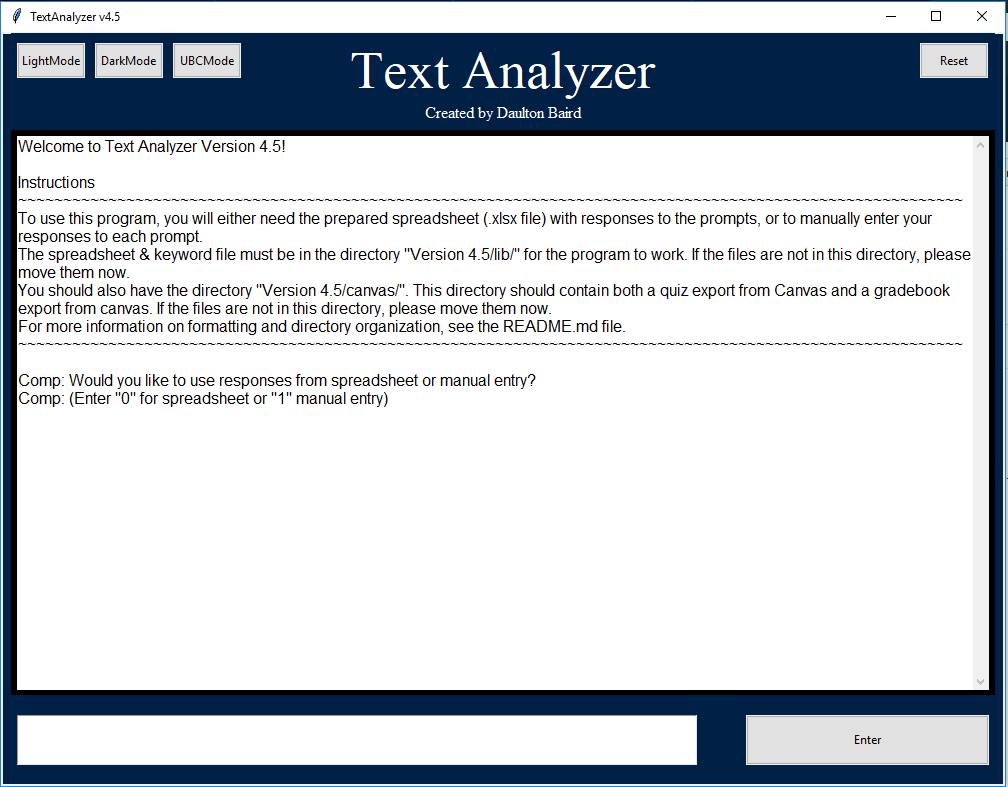 TextAnalyzer v4.5
LightMode DarkMode UBCMode
Text Analyzer
Reset
Created by Daulton Baird
Welcome to Text Analyzer Version 4.5!
Instructions
~~~~~~~~~~~~~~~~~~~~~~~~~~~~~~~~~~~~~~~~~~~~~~~~~~~~~~~~~~~~~~~~~~~~~~~~~~~~~~~~~~~~~~~~~~~~~~~~~~~~~~~~~
To use this program, you will either need the prepared spreadsheet (.xlsx file) with responses to the prompts, or to manually enter your
responses to each prompt.
The spreadsheet & keyword file must be in the directory "Version 4.5/lib/" for the program to work. If the files are not in this directory, please
move them now.
You should also have the directory "Version 4.5/canvas/". This directory should contain both a quiz export from Canvas and a gradebook
export from canvas. If the files are not in this directory, please move them now.
For more information on formatting and directory organization, see the README.md file.
~~~~~~~~~~~~~~~~~~~~~~~~~~~~~~~~~~~~~~~~~~~~~~~~~~~~~~~~~~~~~~~~~~~~~~~~~~~~~~~~~~~~~~~~~~~~~~~~~~~~~~~~~
Comp: Would you like to use responses from spreadsheet or manual entry?
Comp: (Enter "0" for spreadsheet or "1" manual entry)
Enter